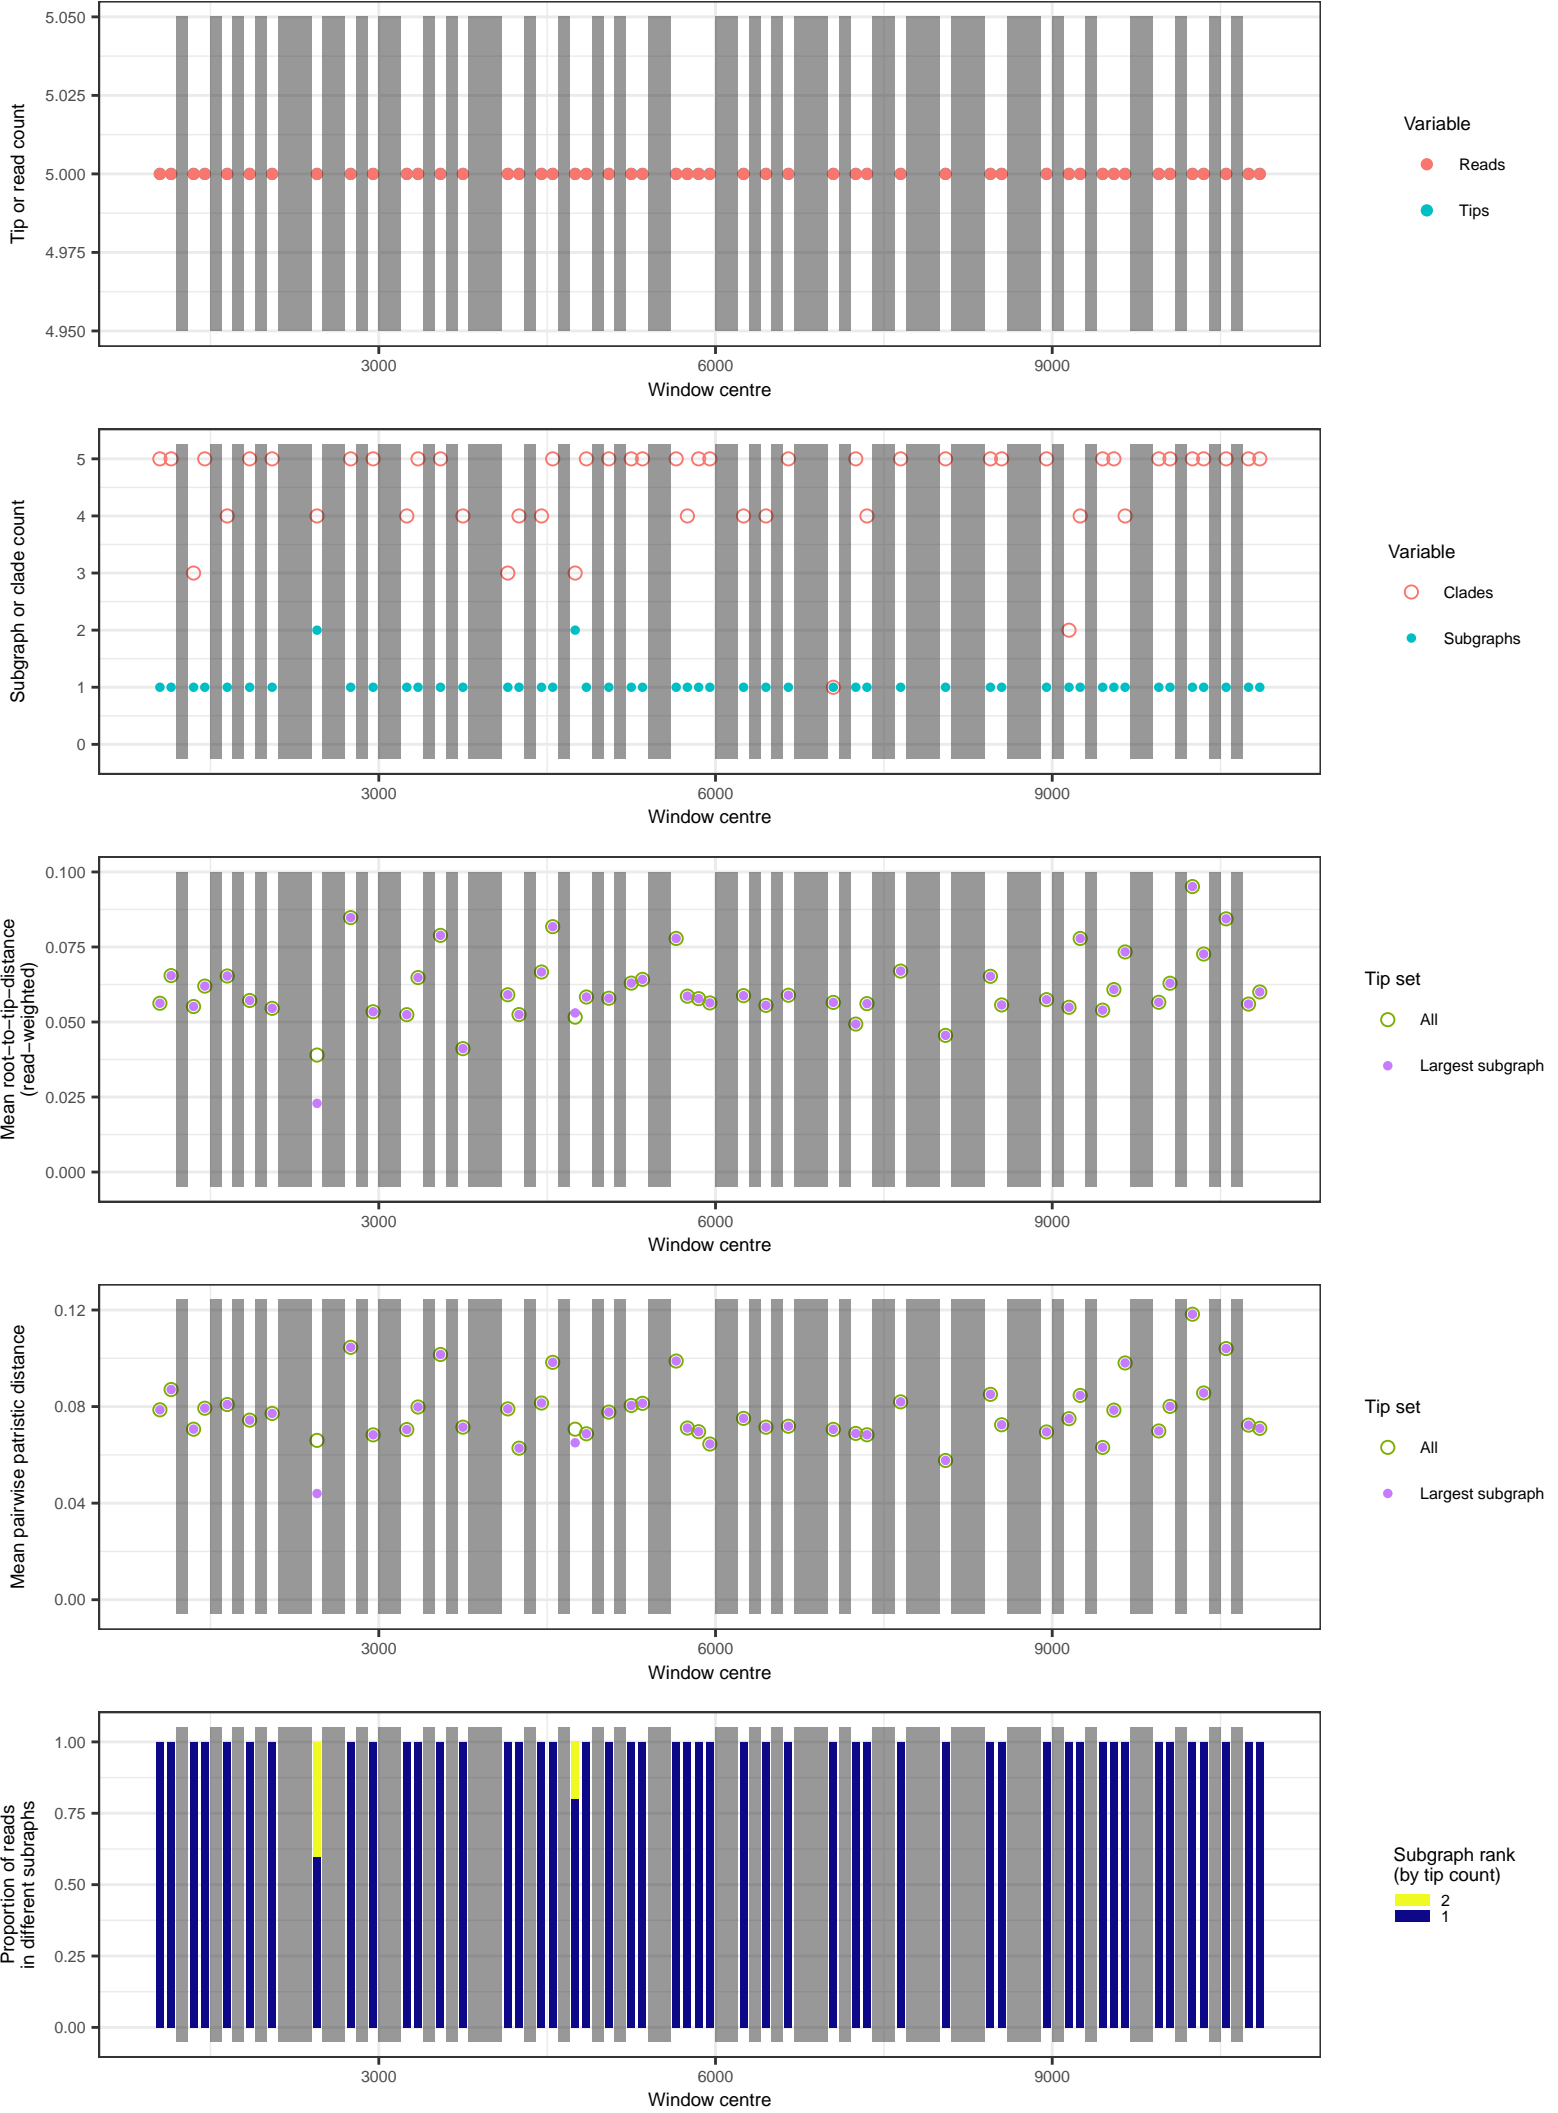 5.050
5.025
5.000
4.975
4.950
Tip or read count
3000
6000
9000
Window centre
Variable
Reads
Tips
5
4
3
2
1
0
Subgraph or clade count
3000
6000
9000
Window centre
Variable
Clades
Subgraphs
0.100
0.075
0.050
0.025
0.000
Mean root−to−tip−distance
(read−weighted)
3000
6000
9000
Window centre
Tip set
All
Largest subgraph
0.12
0.08
0.04
0.00
Mean pairwise patristic distance
3000
6000
9000
Window centre
Tip set
All
Largest subgraph
1.00
0.75
0.50
0.25
0.00
Proportion of reads
in different subraphs
3000
6000
9000
Window centre
Subgraph rank
(by tip count)
2
1